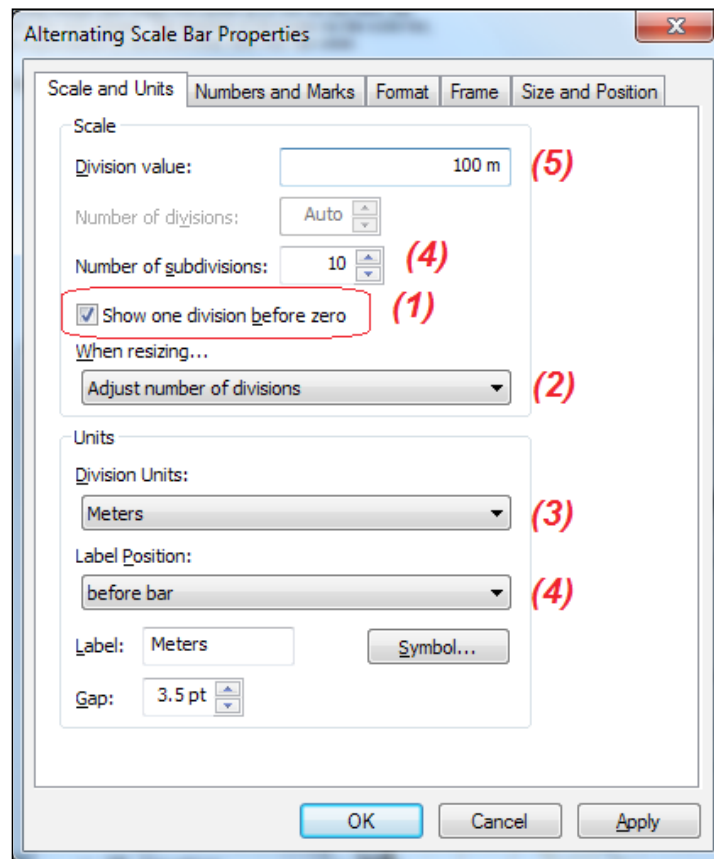 Alternating Scale Bar Properties
Scale and Units Numbers and Marks Format Frame Size and Position
Scale
Division value: 100 m (5)
Number of divisions: Auto
Number of subdivisions: 10 (4)
Show one division before zero (1)
When resizing...
Adjust number of divisions (2)
Units
Division Units:
Meters (3)
Label Position:
before bar (4)
Label: Meters Symbol...
Gap: 3.5 pt
OK Cancel Apply